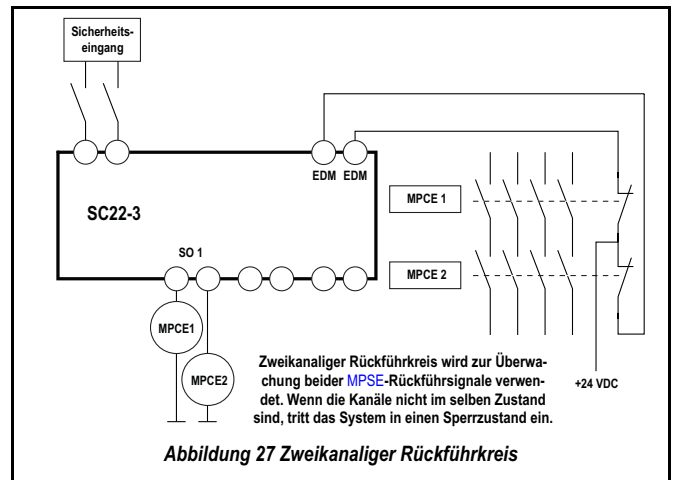 Sicherheits-
eingang
EDM EDM
SC22-3
MPCE 1
SO 1
MPCE 2
MPCE1
MPCE2
Zweikanaliger Rückführkreis wird zur Überwa-
chung beider MPSE-Rückführsignale verwen-
det. Wenn die Kanäle nicht im selben Zustand
sind, tritt das System in einen Sperrzustand ein.
+24 VDC
Abbildung 27 Zweikanaliger Rückführkreis